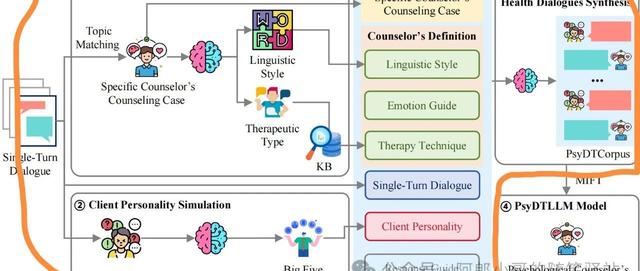 Topic
Matching
Specific Counselor's
Counseling Case
WORD
Linguistic
Style
Therapeutic
Type
KB
Single-Turn
Dialogue
② Client Personality Simulation
Big Five
Specific Counselor's
Counseling Case
Counselor's
Definition
Linguistic Style
Emotion Guide
Therapy Technique
Single-Turn Dialogue
Client Personality
Health Dialogues Synthesis
...
PsyDTCorpus
MIFT
④ PsyDTLLM Model
Psychological Counselor's